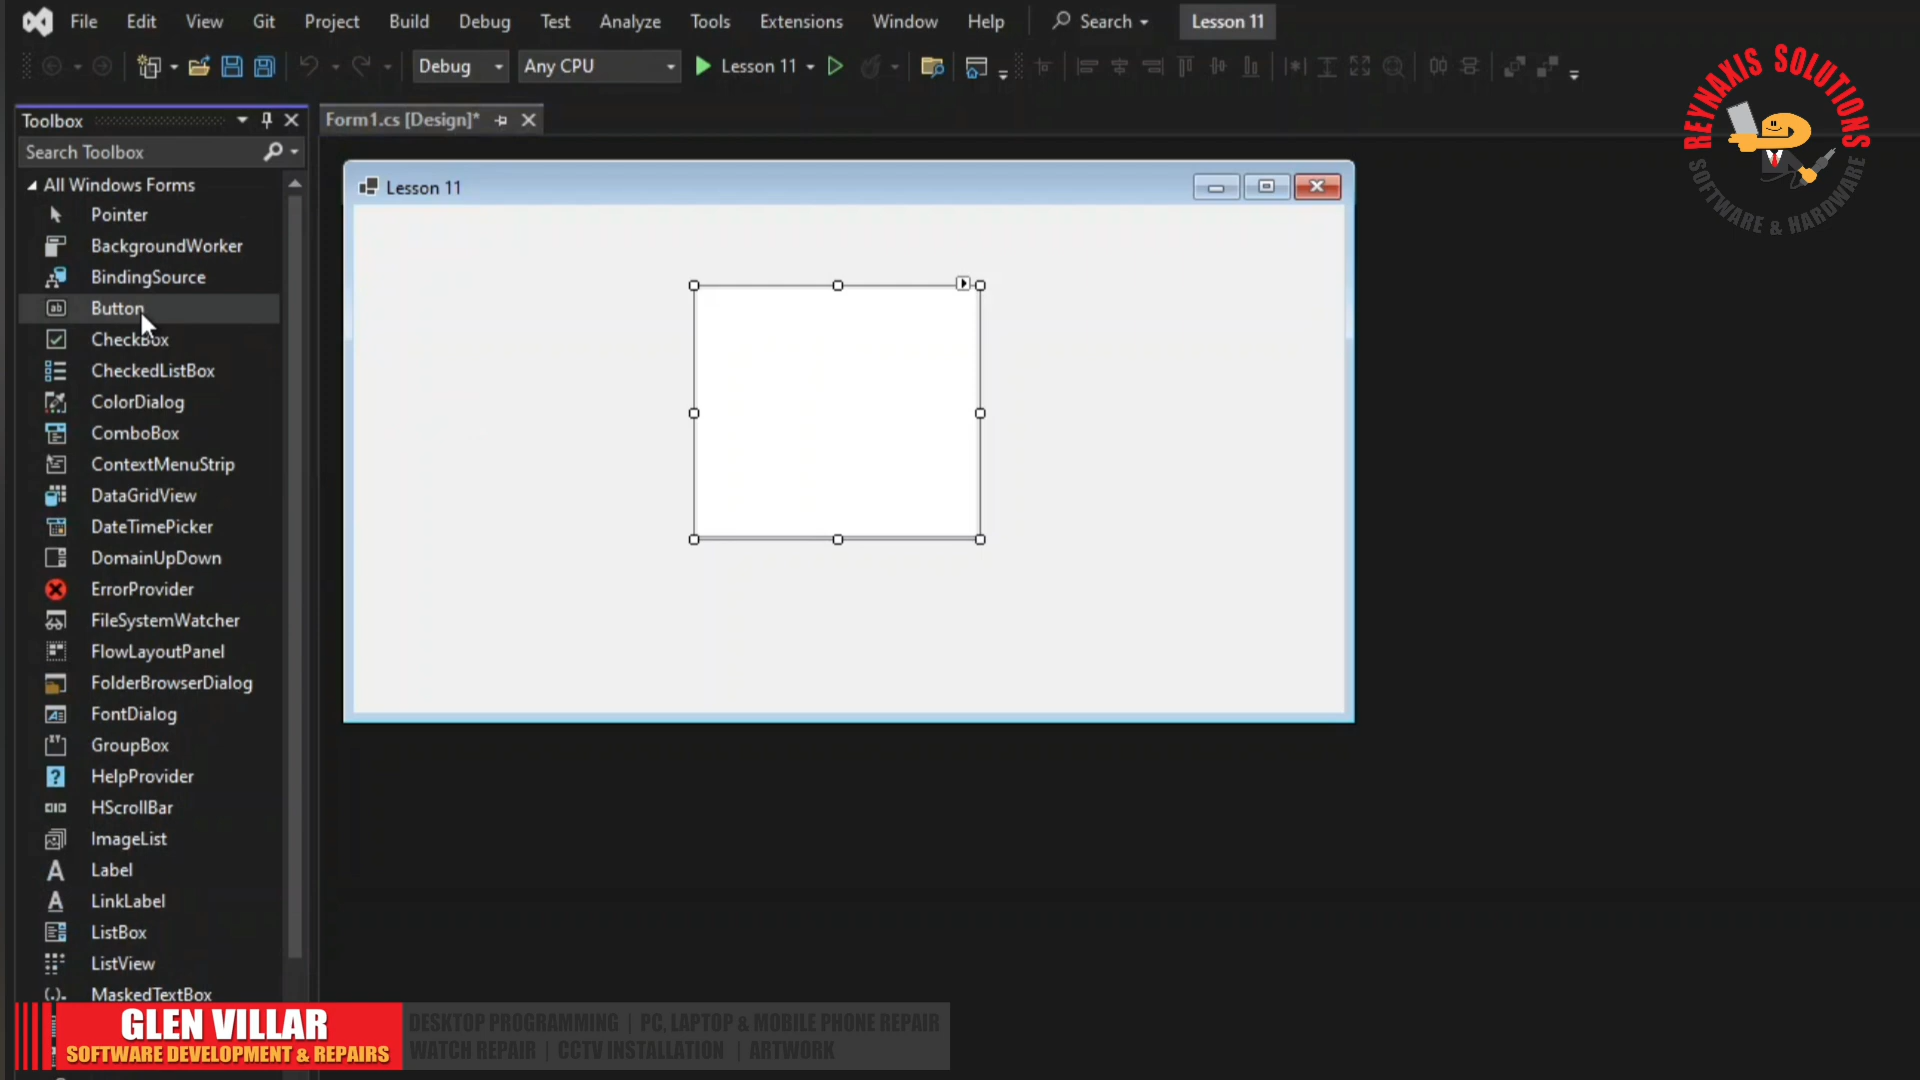 File Edit View Git Project Build Debug Test Analyze Tools Extensions Window Help Search Lesson 11
Debug Any CPU Lesson 11
Toolbox
Form1.cs [Design]*
Search Toolbox
All Windows Forms
Pointer
BackgroundWorker
BindingSource
Button
CheckBox
CheckedListBox
ColorDialog
ComboBox
ContextMenuStrip
DataGridView
DateTimePicker
DomainUpDown
ErrorProvider
FileSystemWatcher
FlowLayoutPanel
FolderBrowserDialog
FontDialog
GroupBox
HelpProvider
HScrollBar
ImageList
Label
LinkLabel
ListBox
ListView
MaskedTextBox
Lesson 11
REYNAXIS SOLUTIONS
SOFTWARE & HARDWARE
GLEN VILLAR
SOFTWARE DEVELOPMENT & REPAIRS
DESKTOP PROGRAMMING | PC, LAPTOP & MOBILE PHONE REPAIR
WATCH REPAIR | CCTV INSTALLATION | ARTWORK